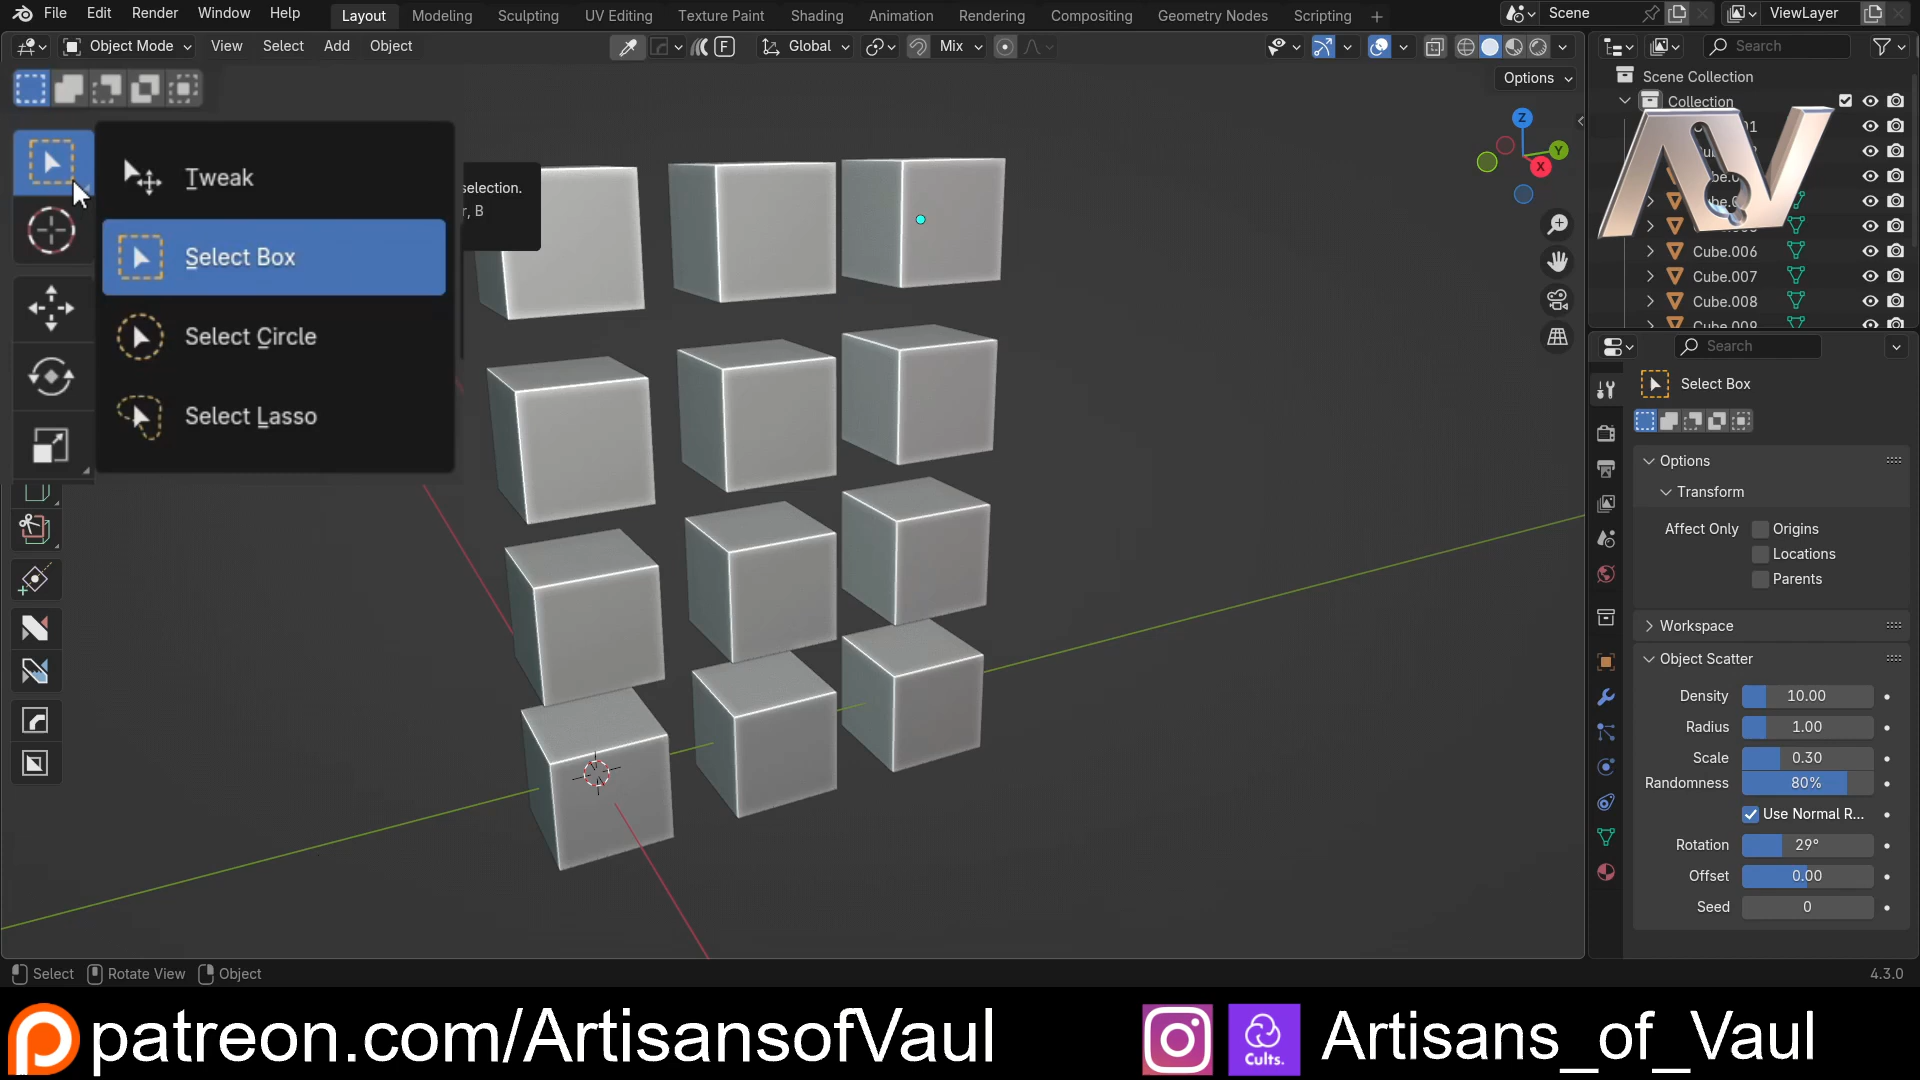 File Edit Render Window Help Layout Modeling Sculpting UV Editing Texture Paint Shading Animation Rendering Compositing Geometry Nodes Scripting + Scene ViewLayer
Object Mode View Select Add Object F Global Mix Search
Options
Scene Collection
Collection
Z
Y
X
Tweak
Select Box
Select Circle
Select Lasso
selection.
r, B
Cube.006
Cube.007
Cube.008
Cube.009
Search
Select Box
Options
Transform
Affect Only Origins
Locations
Parents
Workspace
Object Scatter
Density 10.00
Radius 1.00
Scale 0.30
Randomness 80%
Use Normal R...
Rotation 29°
Offset 0.00
Seed 0
Select Rotate View Object 4.3.0
patreon.com/ArtisansofVaul Cults. Artisans_of_Vaul